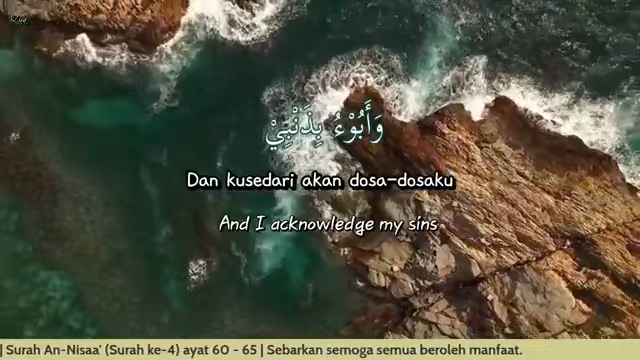 وَأَبُوْءُ بِذَنْبِيْ
Dan kusedari akan dosa-dosaku
And I acknowledge my sins
| Surah An-Nisaa' (Surah ke-4) ayat 60 - 65 | Sebarkan semoga semua beroleh manfaat.